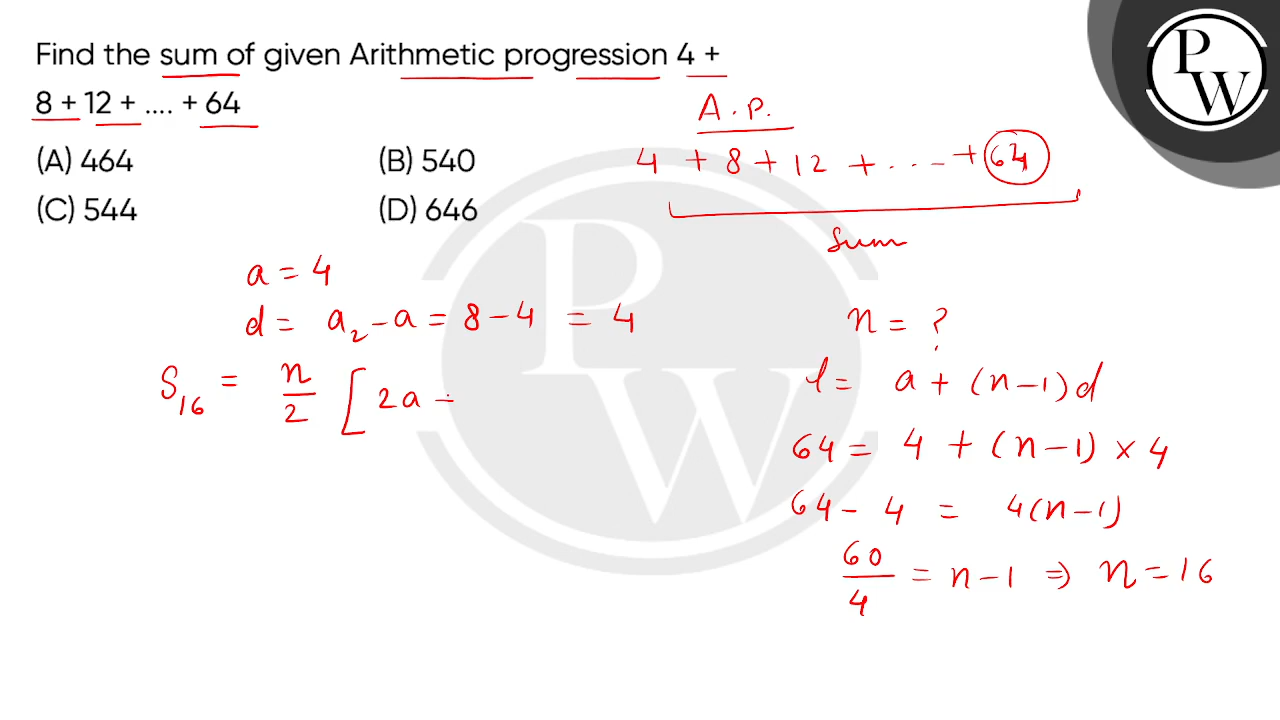 Find the sum of given Arithmetic progression 4 +
8 + 12 + .... + 64
(A) 464
(B) 540
(C) 544
(D) 646
PW
A.P.
4 + 8 + 12 + ... + 64
Sum
a = 4
d = a₂ - a = 8 - 4 = 4
S₁₆ = n/2 [ 2a -
n = ?
l = a + (n-1)d
64 = 4 + (n-1) × 4
64 - 4 = 4(n-1)
60/4 = n-1 ⇒ n = 16
PW